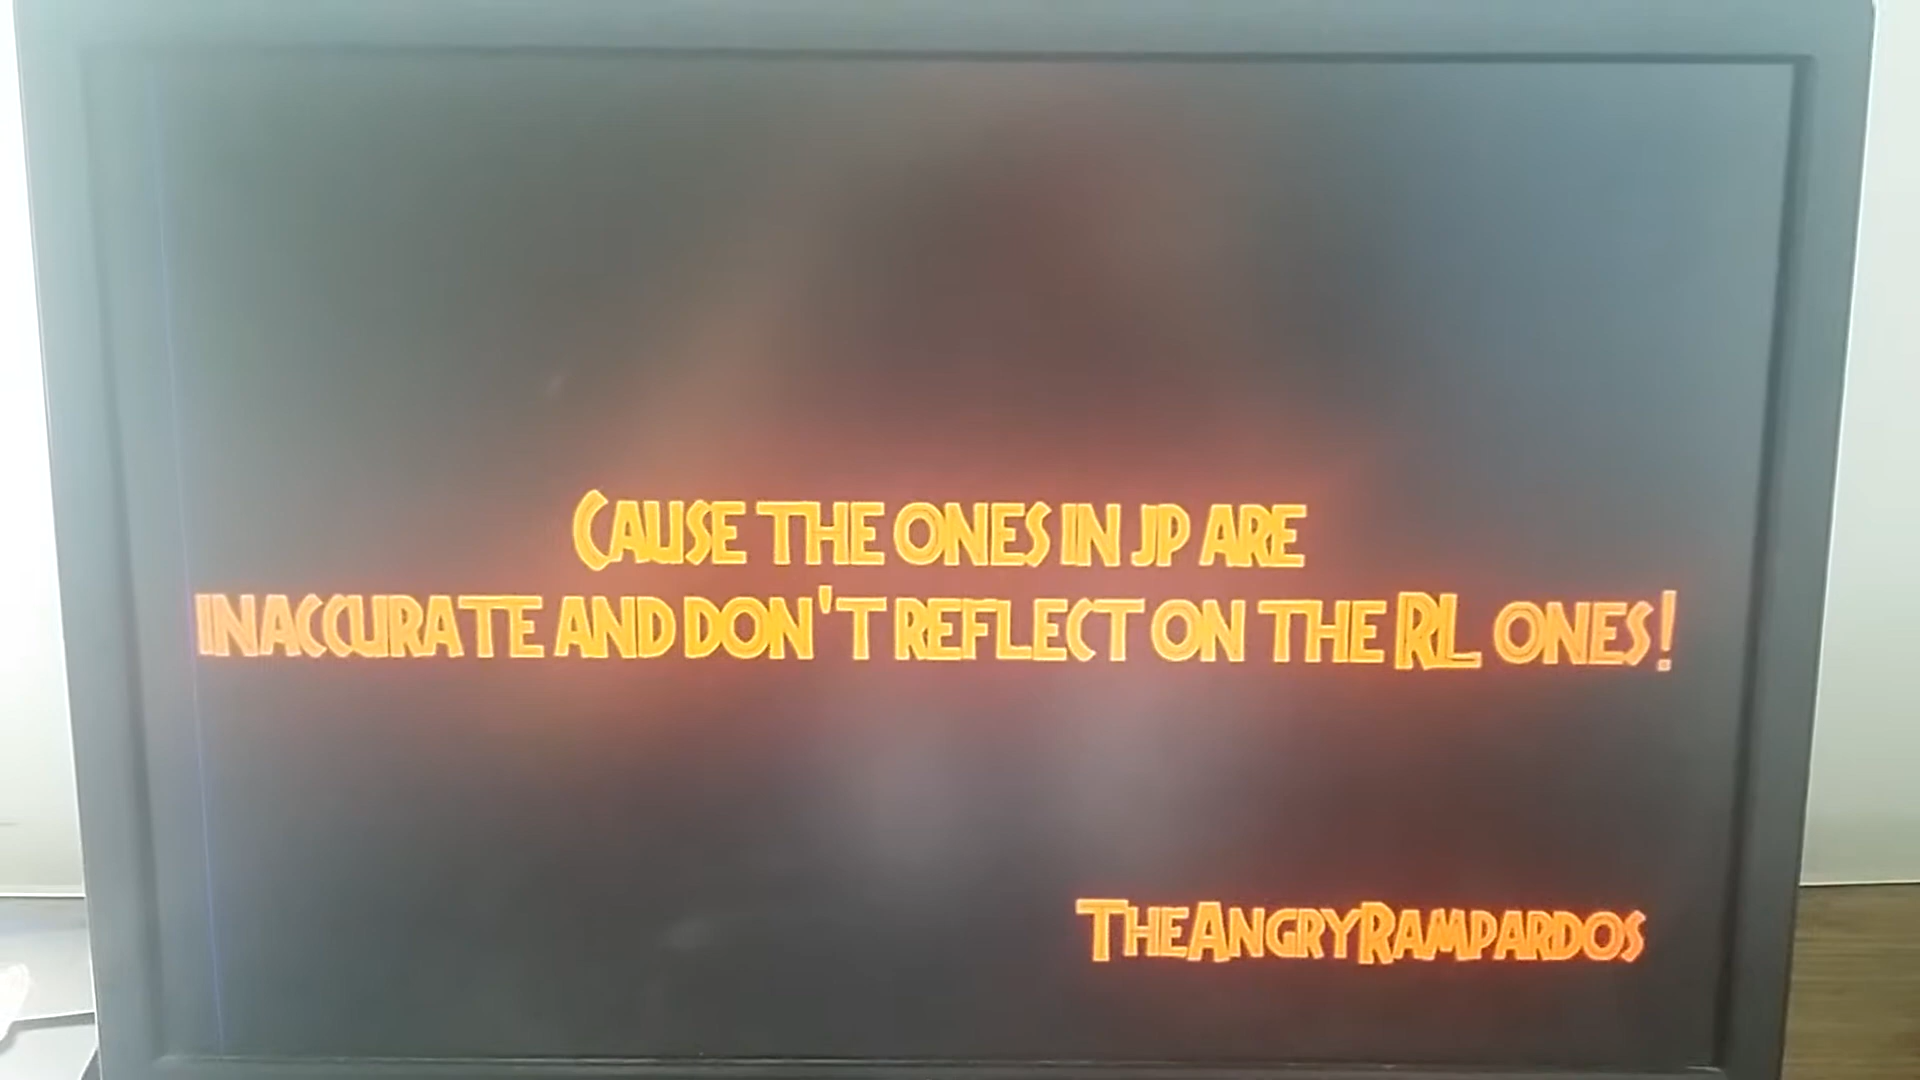 Cause the ones in JP are
inaccurate and don't reflect on the RL ones!
TheAngryRampardos